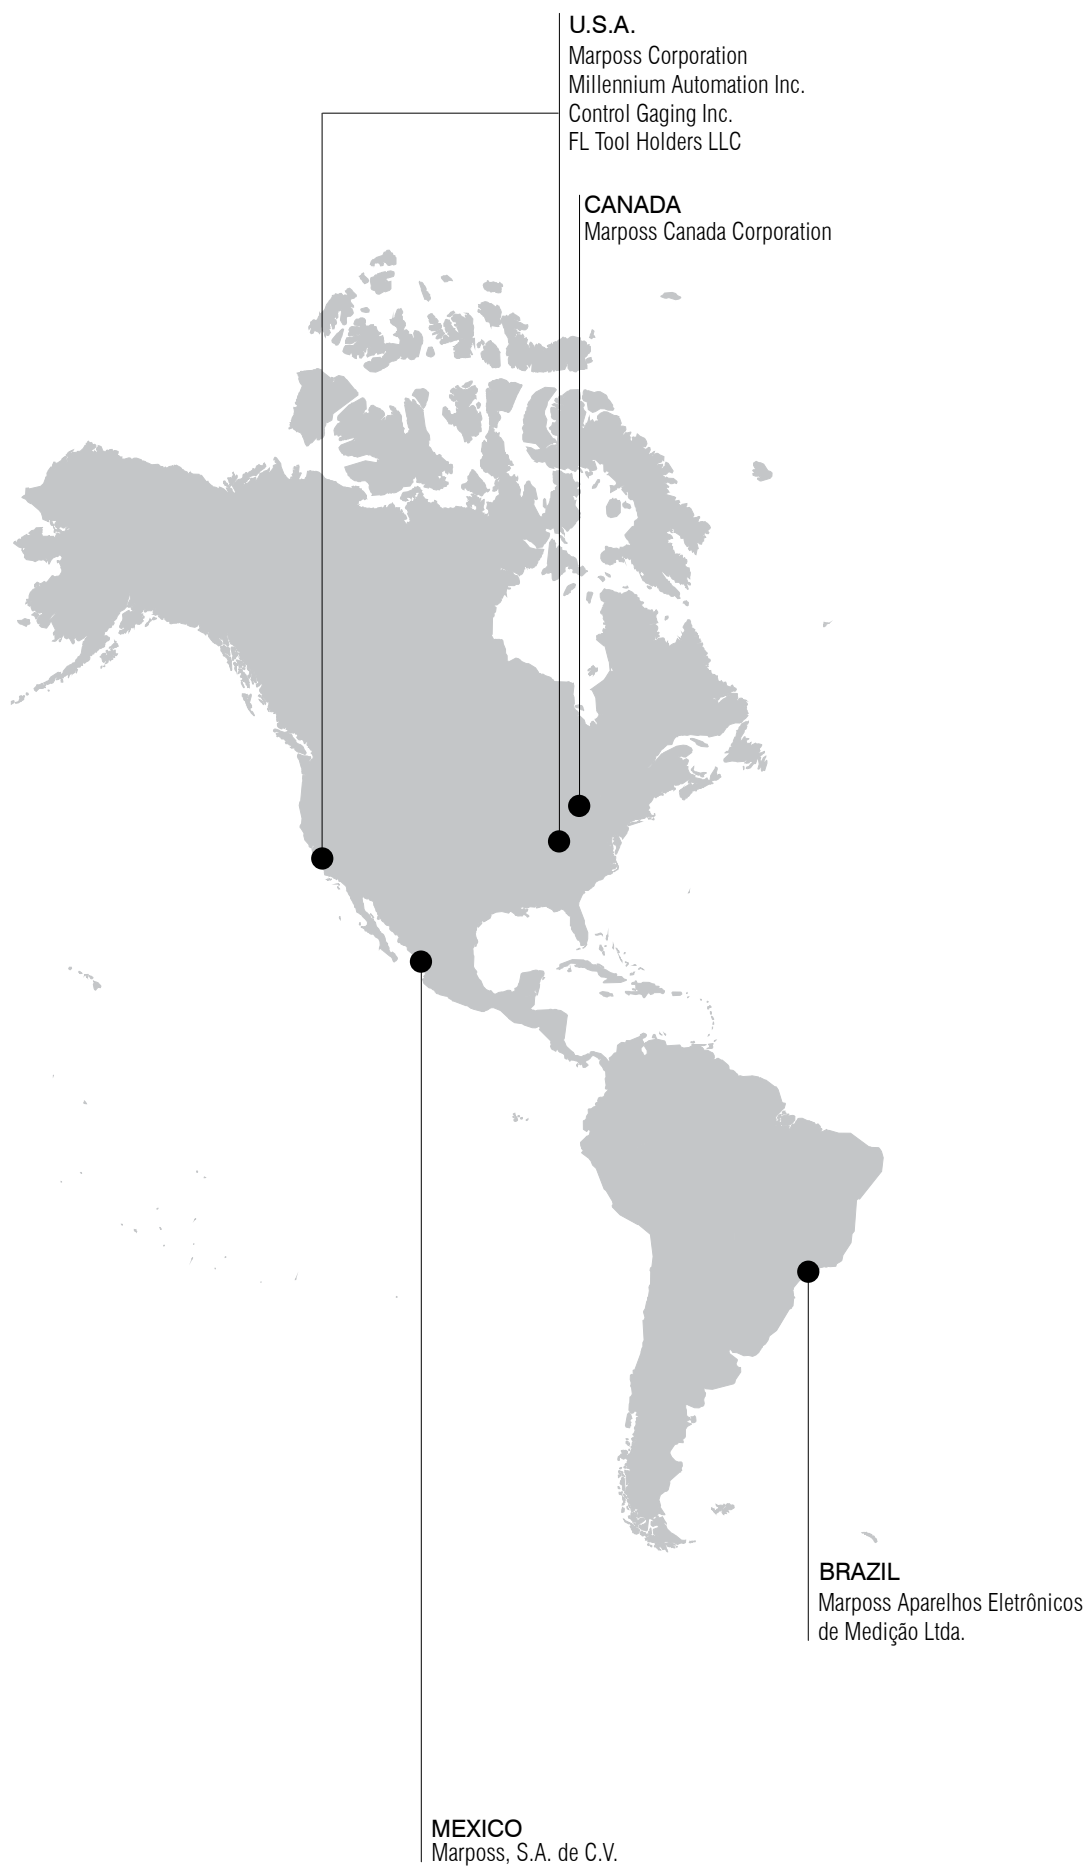 U.S.A.
Marposs Corporation
Millennium Automation Inc.
Control Gaging Inc.
FL Tool Holders LLC
CANADA
Marposs Canada Corporation
BRAZIL
Marposs Aparelhos Eletrônicos
de Medição Ltda.
MEXICO
Marposs, S.A. de C.V.